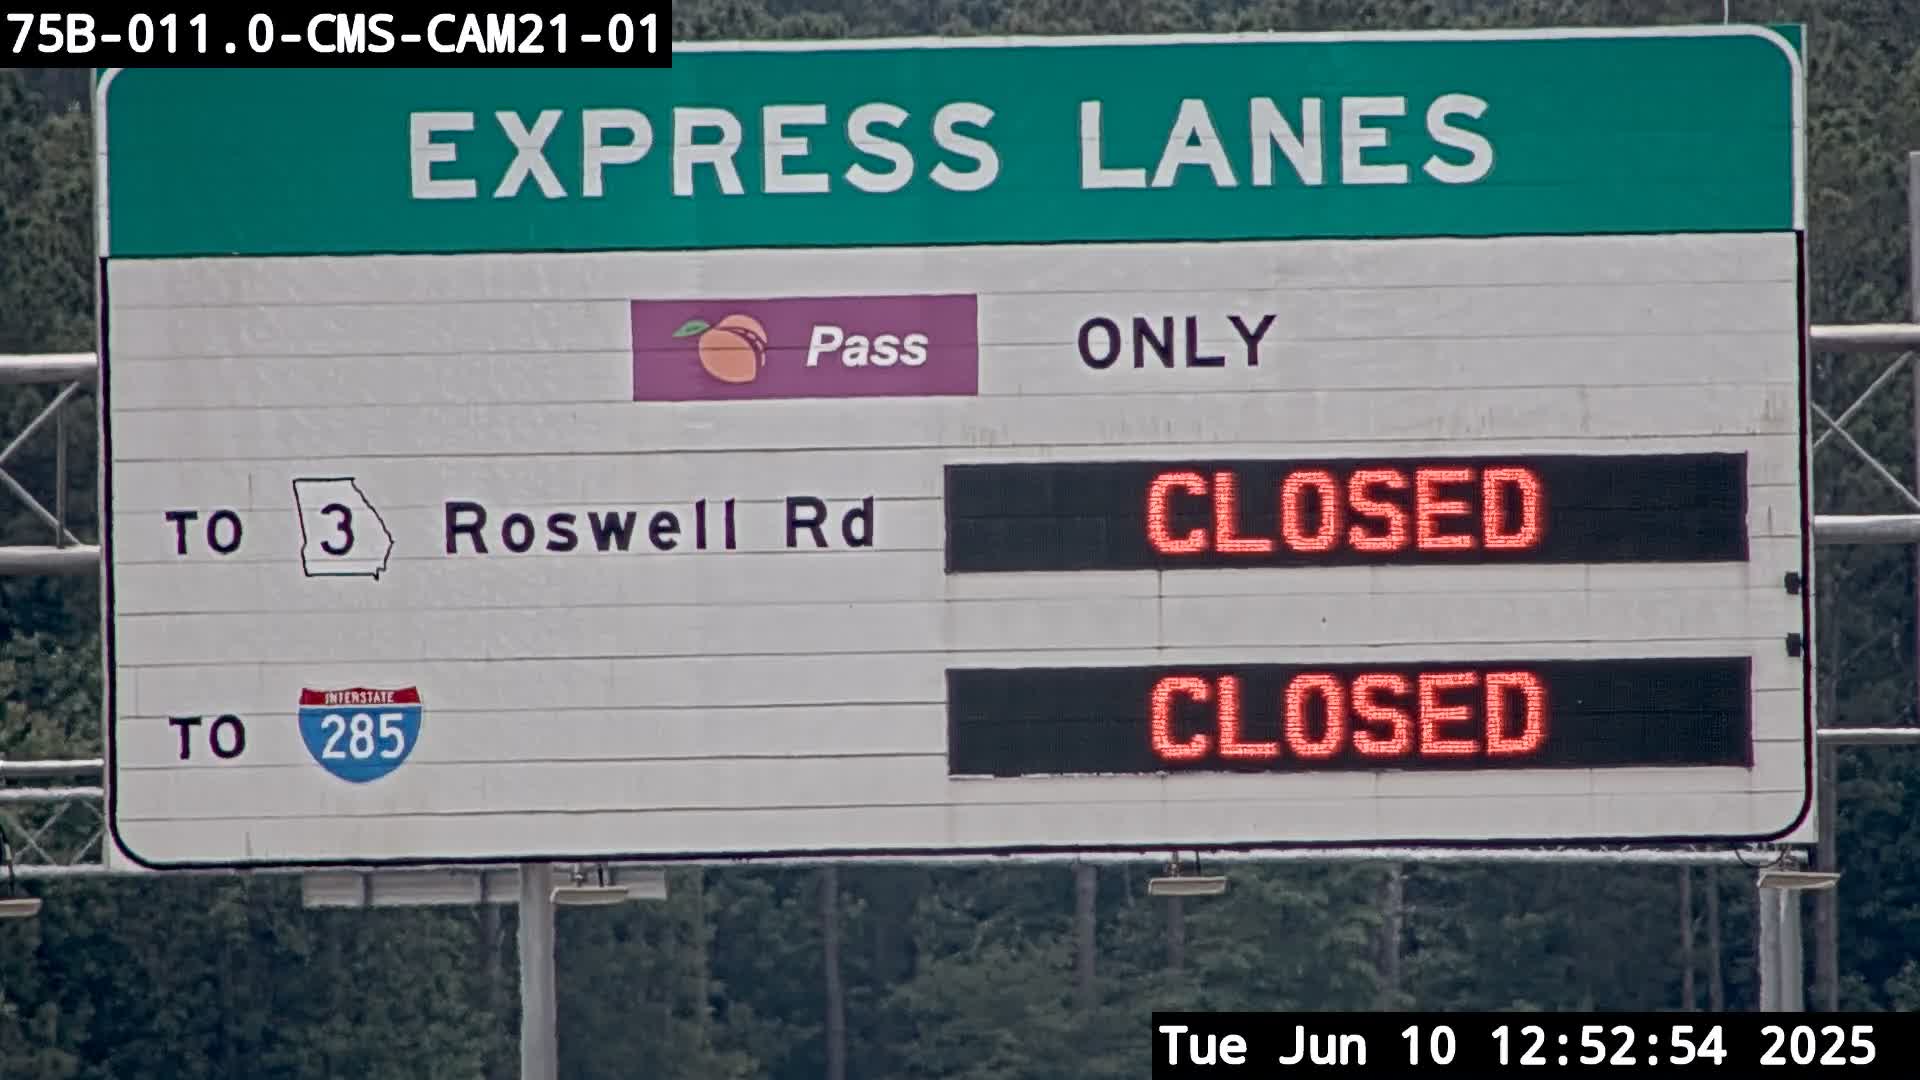 75B-011.0-CMS-CAM21-01
EXPRESS LANES
Pass ONLY
TO 3 Roswell Rd CLOSED
INTERSTATE
TO 285 CLOSED
Tue Jun 10 12:52:54 2025